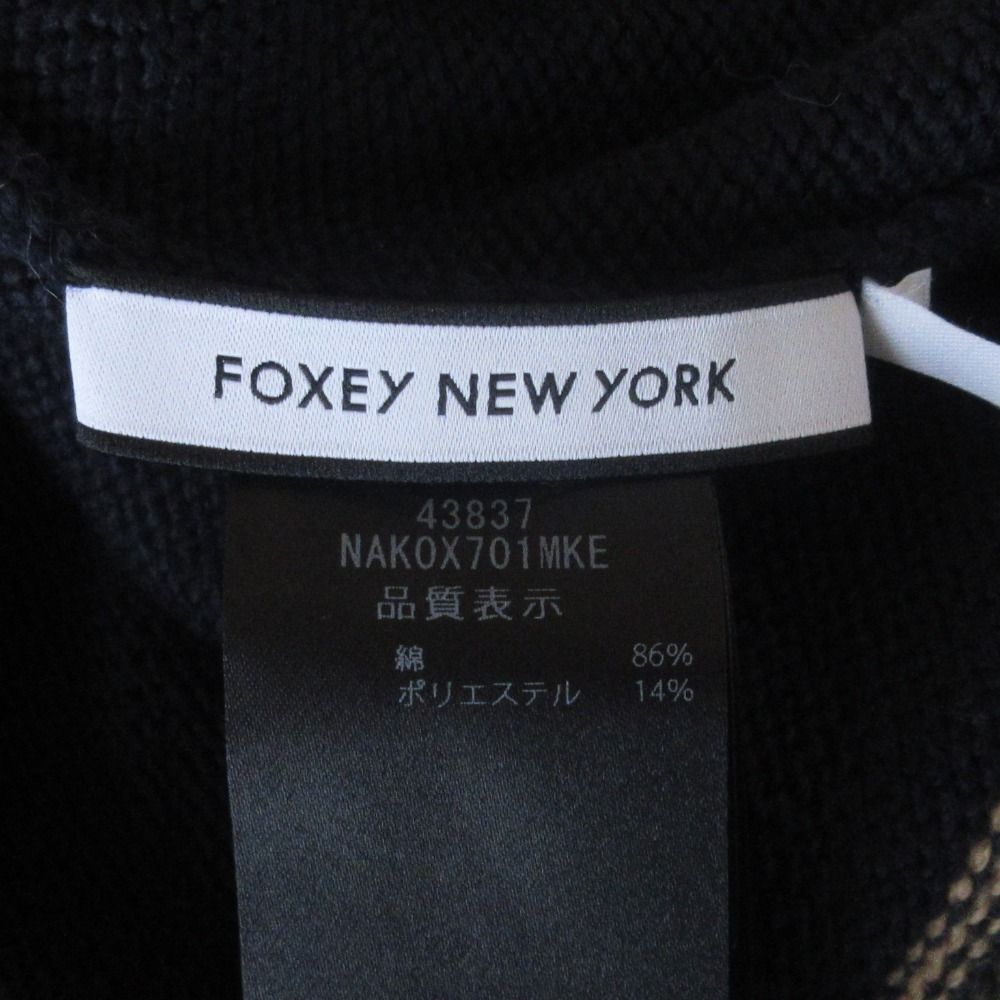 FOXEY NEW YORK
43837
NAKOX701MKE
品質表示
綿 86%
ポリエステル 14%